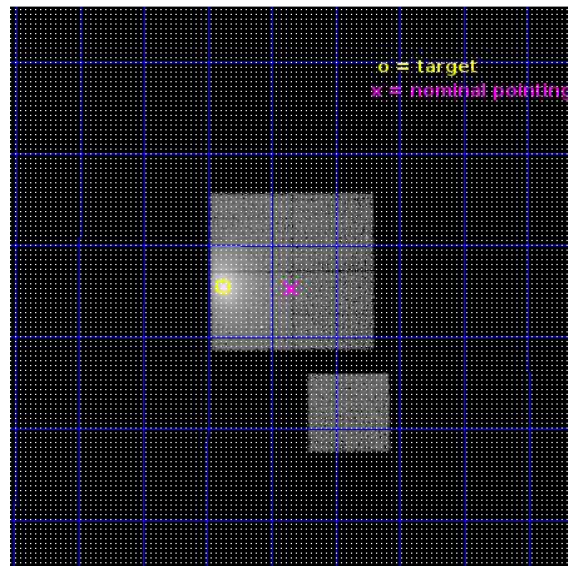 o = target
x = nominal pointing